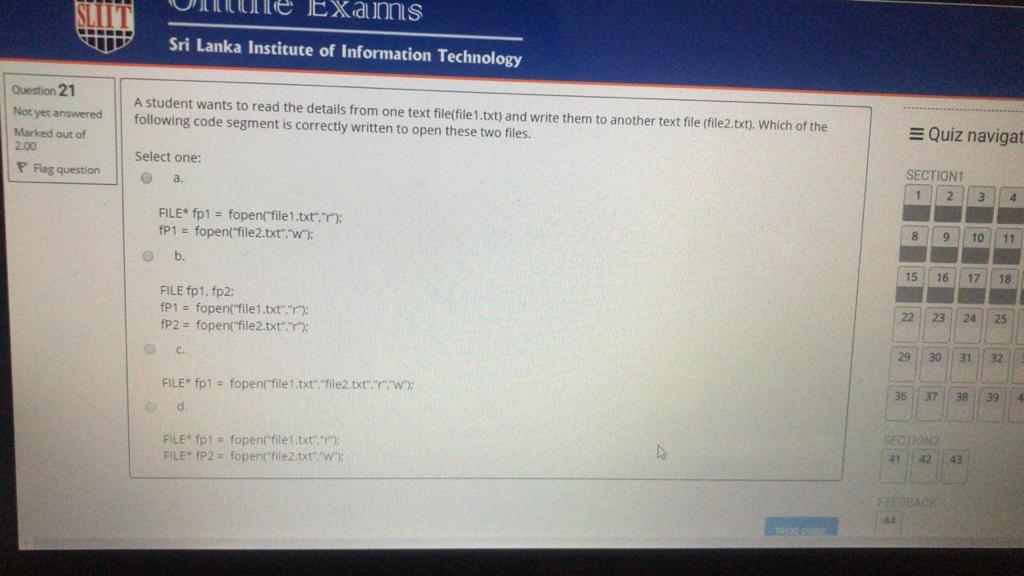 SLIIT
Online Exams
Sri Lanka Institute of Information Technology
Question 21
Not yet answered
Marked out of
2.00
Flag question
A student wants to read the details from one text file(file1.txt) and write them to another text file (file2.txt). Which of the
following code segment is correctly written to open these two files.
Select one:
a.
FILE* fp1 = fopen("file1.txt","r");
fP1 = fopen("file2.txt","w");
b.
FILE fp1, fp2;
fP1 = fopen("file1.txt","r");
fP2 = fopen("file2.txt","r");
c.
FILE* fp1 = fopen("file1.txt","file2.txt","r","w");
d.
FILE* fp1 = fopen("file1.txt","r");
FILE* fP2 = fopen("file2.txt","w");
Next page
Quiz navigat
SECTION1
1 2 3 4
8 9 10 11
15 16 17 18
22 23 24 25
29 30 31 32
36 37 38 39 4
SECTION2
41 42 43
FEEDBACK
44